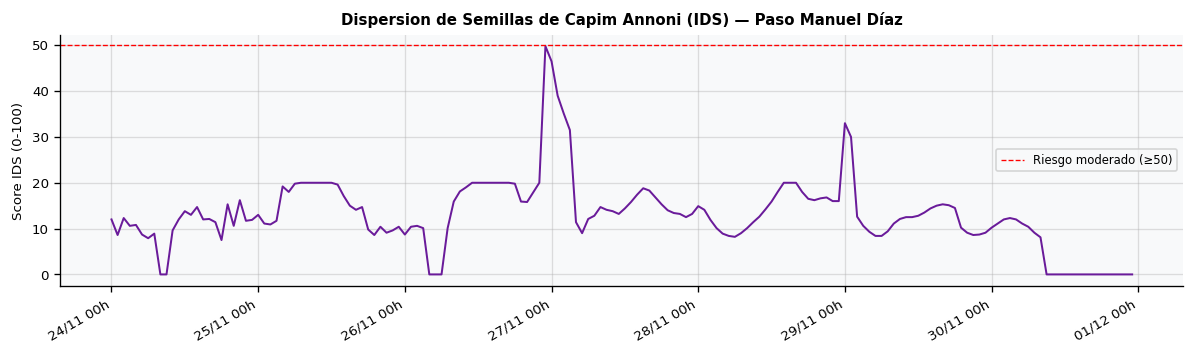 Dispersion de Semillas de Capim Annoni (IDS) — Paso Manuel Díaz
Score IDS (0-100)
50
40
30
20
10
0
Riesgo moderado (≥50)
24/11 00h
25/11 00h
26/11 00h
27/11 00h
28/11 00h
29/11 00h
30/11 00h
01/12 00h